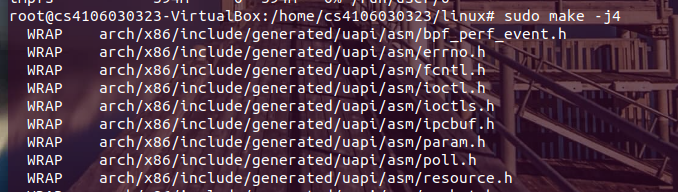 root@cs4106030323-VirtualBox:/home/cs4106030323/linux# sudo make -j4
WRAP arch/x86/include/generated/uapi/asm/bpf_perf_event.h
WRAP arch/x86/include/generated/uapi/asm/errno.h
WRAP arch/x86/include/generated/uapi/asm/fcntl.h
WRAP arch/x86/include/generated/uapi/asm/ioctl.h
WRAP arch/x86/include/generated/uapi/asm/ioctls.h
WRAP arch/x86/include/generated/uapi/asm/ipcbuf.h
WRAP arch/x86/include/generated/uapi/asm/param.h
WRAP arch/x86/include/generated/uapi/asm/poll.h
WRAP arch/x86/include/generated/uapi/asm/resource.h